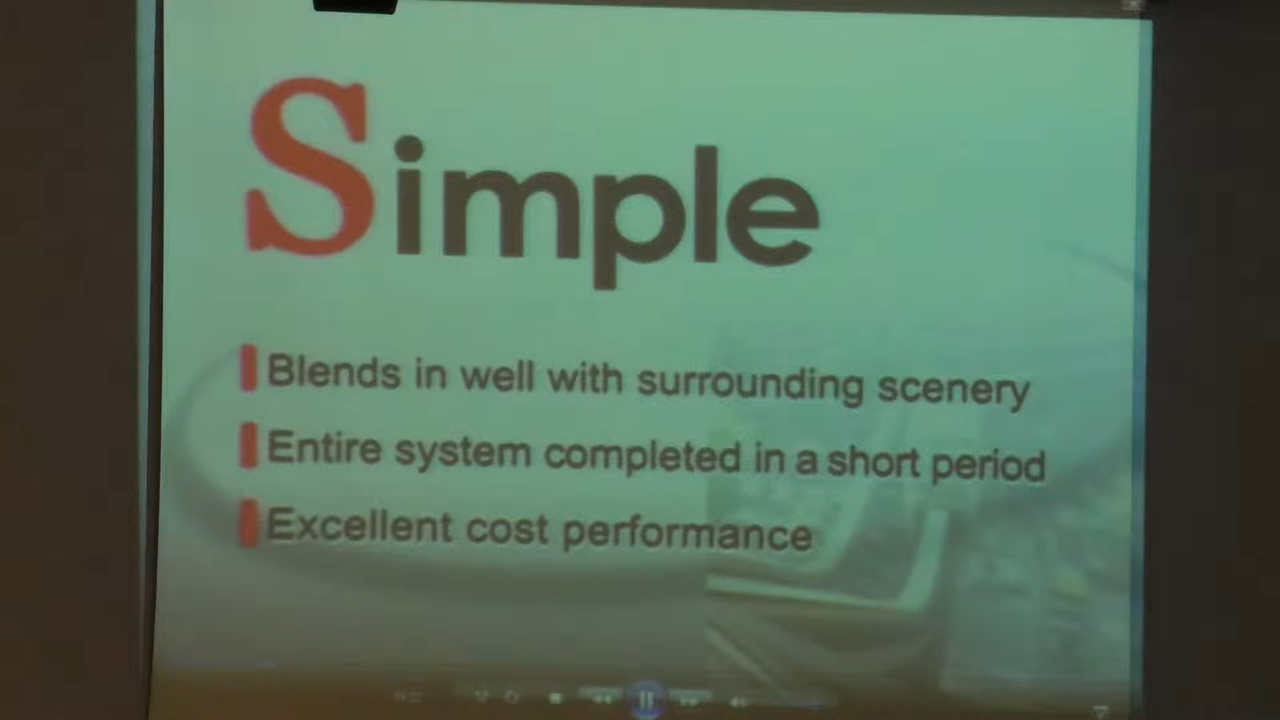 Simple
Blends in well with surrounding scenery
Entire system completed in a short period
Excellent cost performance